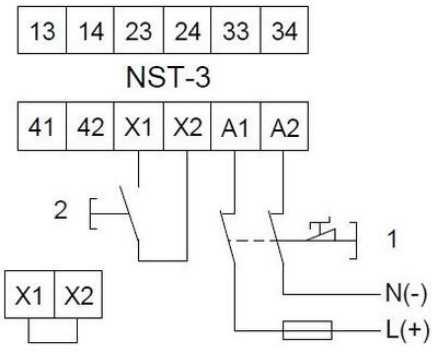 13 14 23 24 33 34
NST-3
41 42 X1 X2 A1 A2
2
1
X1 X2
N(-)
L(+)